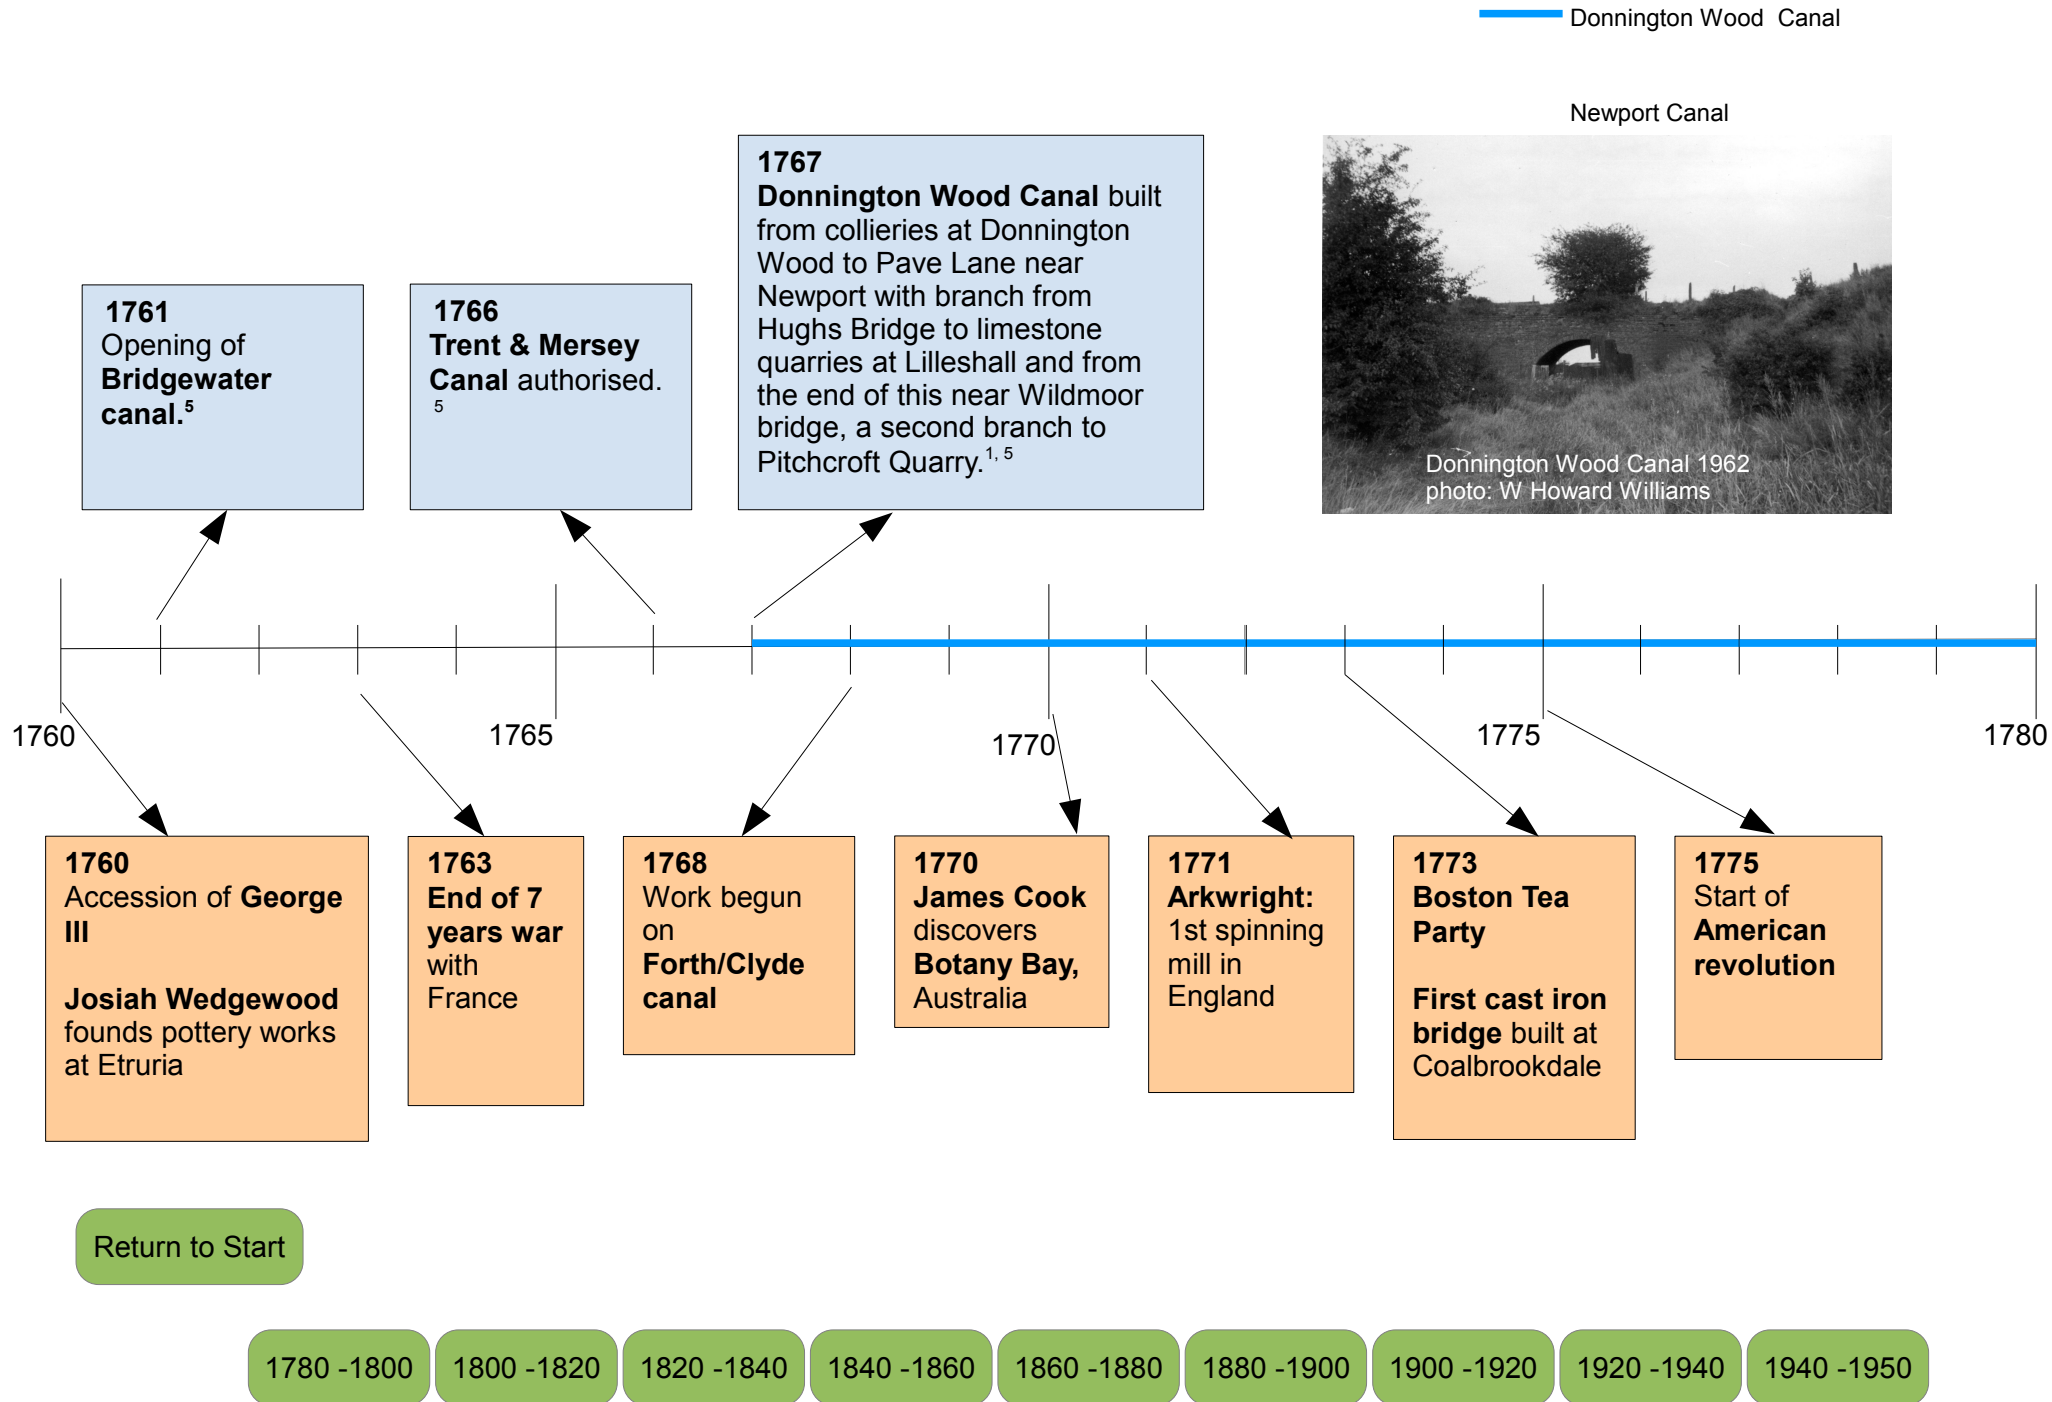 Donnington Wood  Canal
Newport Canal
1767
Donnington Wood Canal built
from collieries at Donnington
Wood to Pave Lane near
Newport with branch from
Hughs Bridge to limestone
quarries at Lilleshall and from
the end of this near Wildmoor
bridge, a second branch to
Pitchcroft Quarry.1, 5
1761
Opening of
Bridgewater
canal.5
1766
Trent & Mersey
Canal authorised.
5
Donnington Wood Canal 1962
photo: W Howard Williams
1760
1765
1770
1775
1780
1760
Accession of George
III
Josiah Wedgewood
founds pottery works
at Etruria
1763
End of 7
years war
with
France
1768
Work begun
on
Forth/Clyde
canal
1770
James Cook
discovers
Botany Bay,
Australia
1771
Arkwright:
1st spinning
mill in
England
1773
Boston Tea
Party
First cast iron
bridge built at
Coalbrookdale
1775
Start of
American
revolution
Return to Start
1780 -1800
1800 -1820
1820 -1840
1840 -1860
1860 -1880
1880 -1900
1900 -1920
1920 -1940
1940 -1950